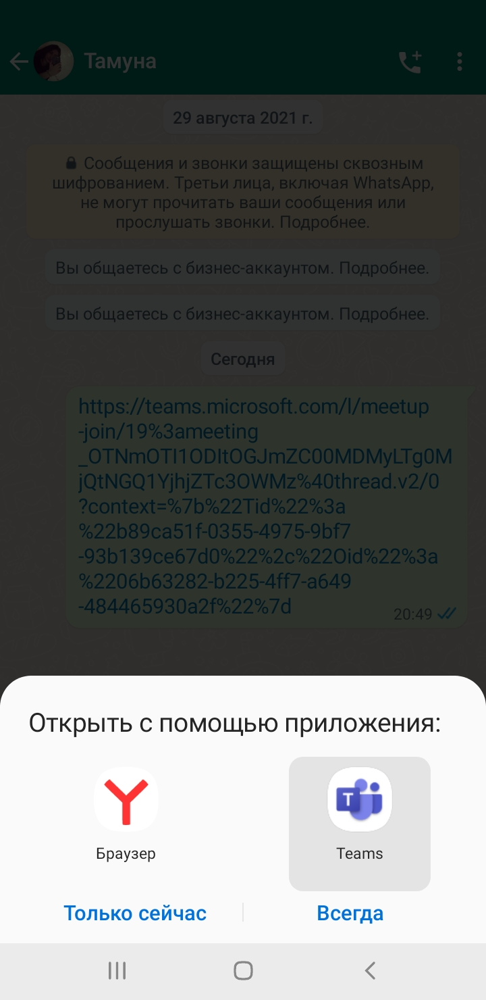 Тамуна
29 августа 2021 г.
Сообщения и звонки защищены сквозным
шифрованием. Третьи лица, включая WhatsApp,
не могут прочитать ваши сообщения или
прослушать звонки. Подробнее.
Вы общаетесь с бизнес-аккаунтом. Подробнее.
Вы общаетесь с бизнес-аккаунтом. Подробнее.
Сегодня
https://teams.microsoft.com/l/meetup
-join/19%3ameeting
_OTNmOTI1ODItOGJmZC00MDMyLTg0M
jQtNGQ1YjhjZTc3OWMz%40thread.v2/0
?context=%7b%22Tid%22%3a
%22b89ca51f-0355-4975-9bf7
-93b139ce67d0%22%2c%22Oid%22%3a
%2206b63282-b225-4ff7-a649
-484465930a2f%22%7d
20:49
Открыть с помощью приложения:
T
Браузер
Teams
Только сейчас
Всегда